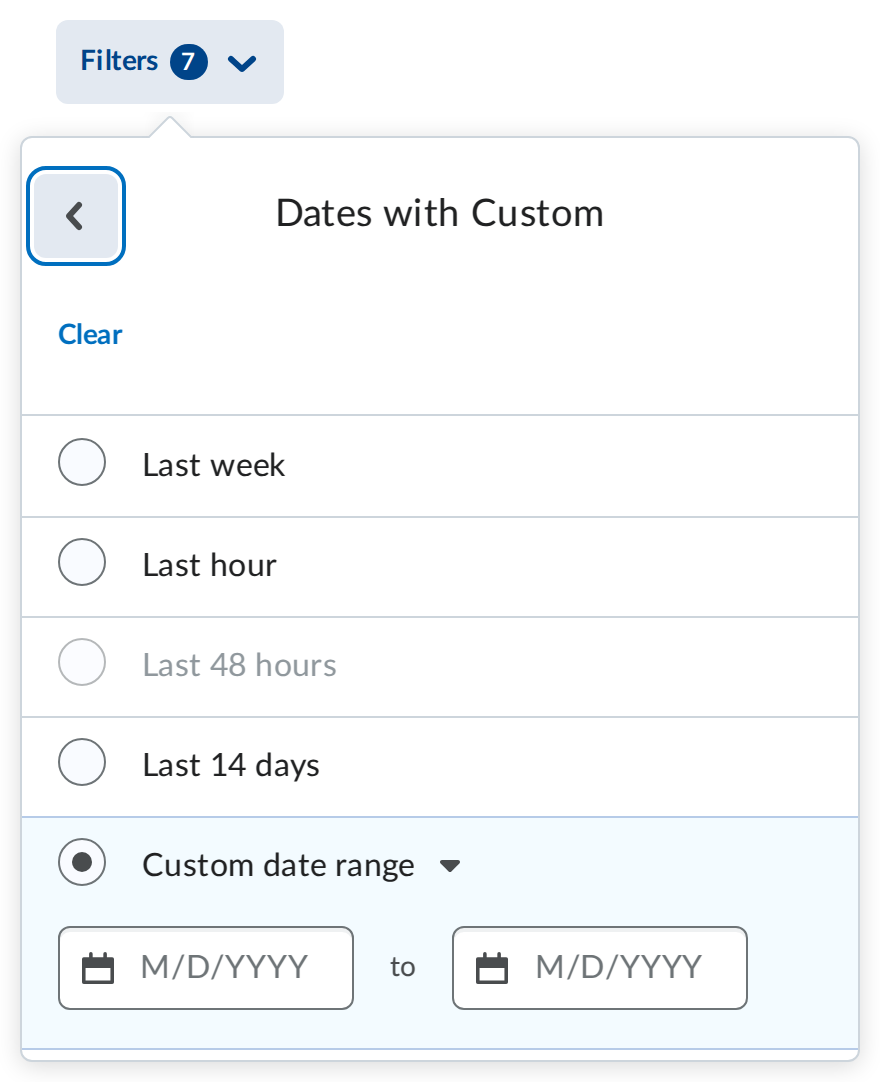 Filters 7
Dates with Custom
Clear
Last week
Last hour
Last 48 hours
Last 14 days
Custom date range
M/D/YYYY to M/D/YYYY